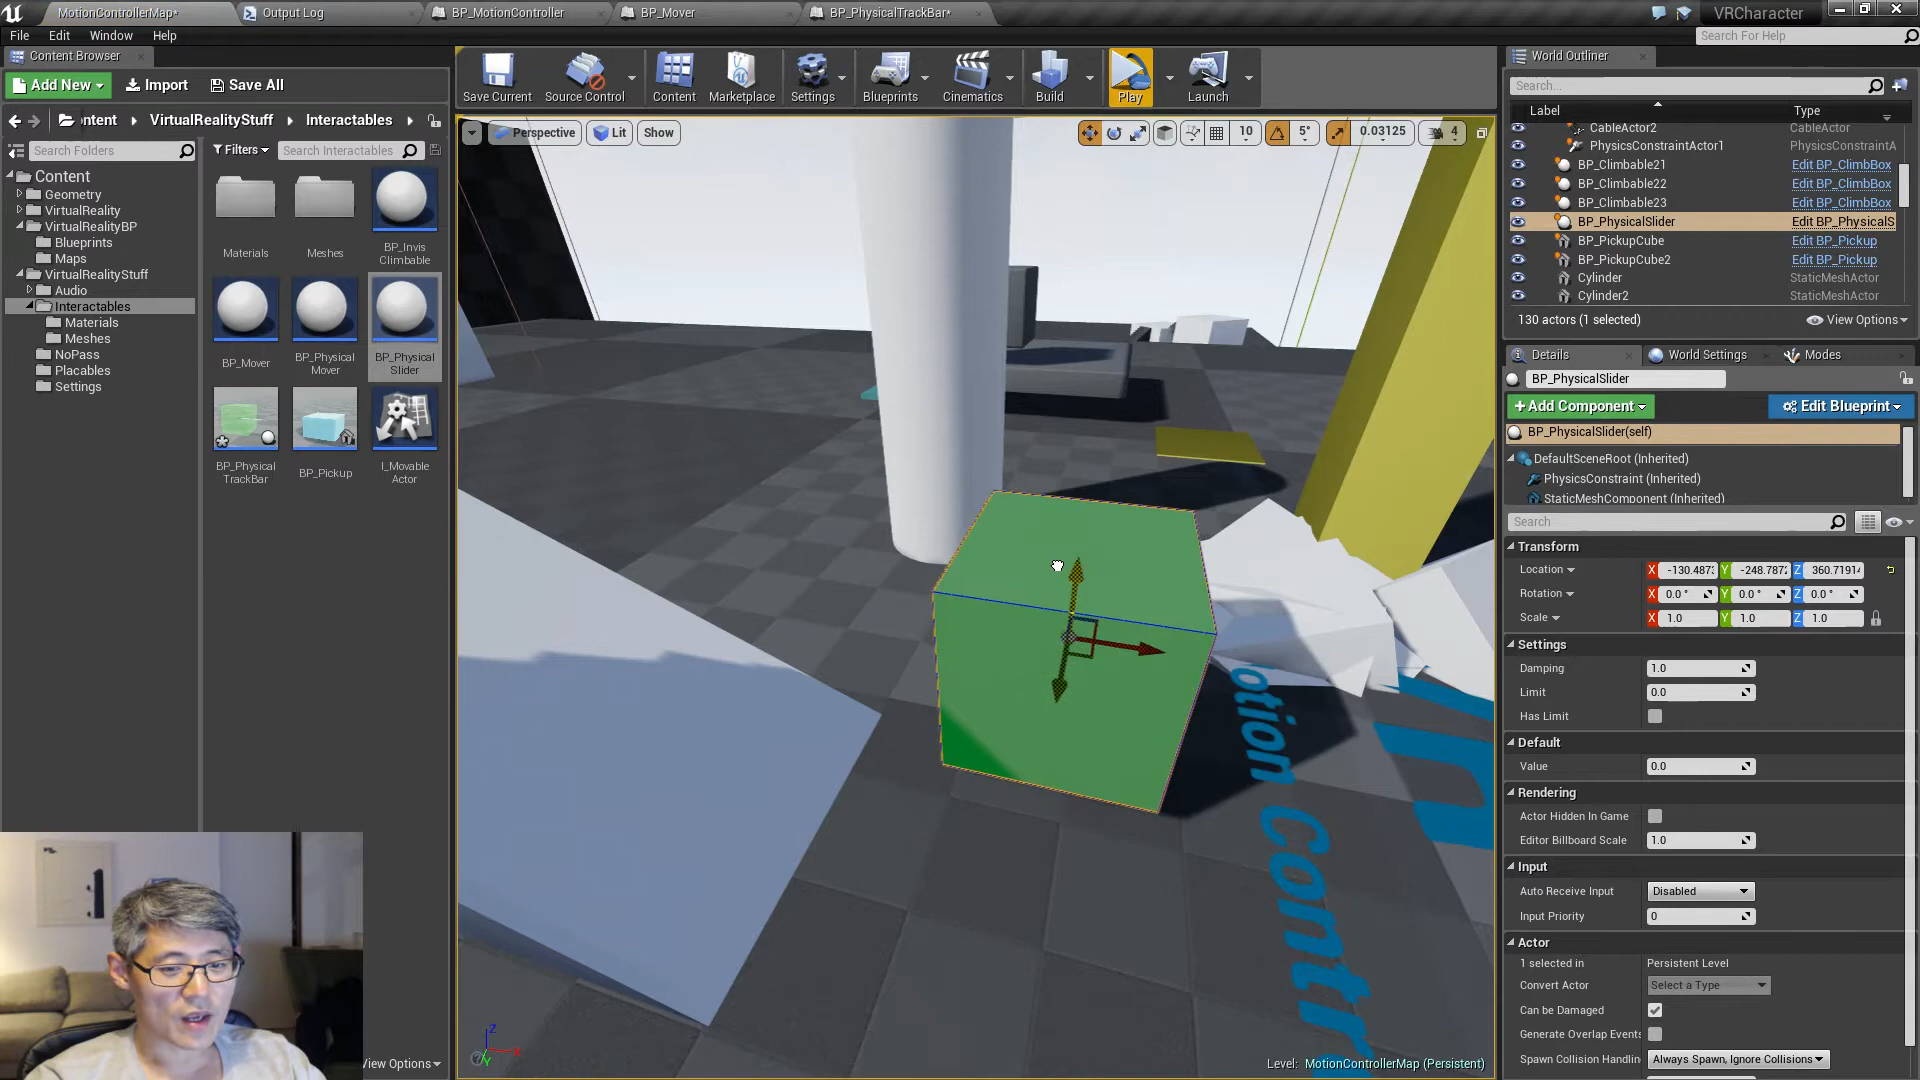 MotionControllerMap*
Output Log
BP_MotionController
BP_Mover
BP_PhysicalTrackBar*
VRCharacter
File
Edit
Window
Help
Search For Help
Content Browser
Add New
Import
Save All
ontent
VirtualRealityStuff
Interactables
Search Folders
Filters
Search Interactables
Content
Geometry
VirtualReality
VirtualRealityBP
Blueprints
Maps
VirtualRealityStuff
Audio
Interactables
Materials
Meshes
NoPass
Placables
Settings
Materials
Meshes
BP_Invis
Climbable
BP_Mover
BP_Physical
Mover
BP_Physical
Slider
BP_Physical
TrackBar
BP_Pickup
I_Movable
Actor
View Options
Save Current
Source Control
Content
Marketplace
Settings
Blueprints
Cinematics
Build
Play
Launch
Perspective
Lit
Show
10
5°
0.03125
4
otion Contr
Z
X
Y
Level: MotionControllerMap (Persistent)
World Outliner
Search...
Label
Type
CableActor2
CableActor
PhysicsConstraintActor1
PhysicsConstraintA
BP_Climbable21
Edit BP_ClimbBox
BP_Climbable22
Edit BP_ClimbBox
BP_Climbable23
Edit BP_ClimbBox
BP_PhysicalSlider
Edit BP_PhysicalS
BP_PickupCube
Edit BP_Pickup
BP_PickupCube2
Edit BP_Pickup
Cylinder
StaticMeshActor
Cylinder2
StaticMeshActor
130 actors (1 selected)
View Options
Details
World Settings
Modes
BP_PhysicalSlider
Add Component
Edit Blueprint
BP_PhysicalSlider(self)
DefaultSceneRoot (Inherited)
PhysicsConstraint (Inherited)
StaticMeshComponent (Inherited)
Search
Transform
Location
X -130.487
Y -248.787
Z 360.7191
Rotation
X 0.0 °
Y 0.0 °
Z 0.0 °
Scale
X 1.0
Y 1.0
Z 1.0
Settings
Damping
1.0
Limit
0.0
Has Limit
Default
Value
0.0
Rendering
Actor Hidden In Game
Editor Billboard Scale
1.0
Input
Auto Receive Input
Disabled
Input Priority
0
Actor
1 selected in
Persistent Level
Convert Actor
Select a Type
Can be Damaged
Generate Overlap Events
Spawn Collision Handlin
Always Spawn, Ignore Collisions